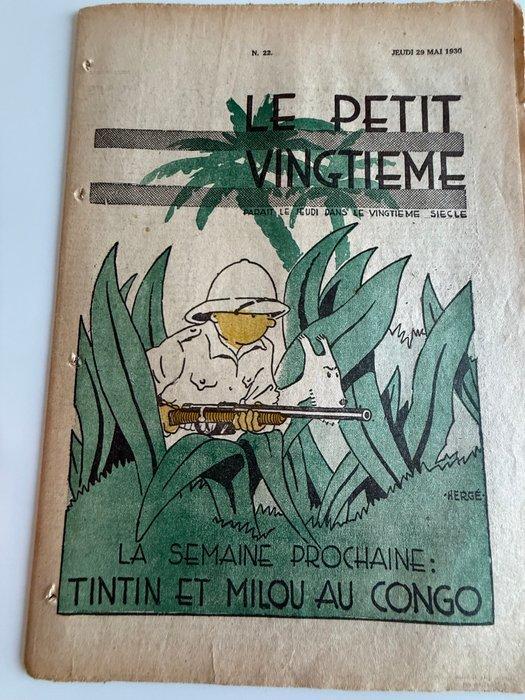 N. 22.
JEUDI 29 MAI 1930
LE PETIT
VINGTIEME
PARAIT LE JEUDI DANS LE VINGTIEME SIECLE
HERGÉ
LA SEMAINE PROCHAINE:
TINTIN ET MILOU AU CONGO